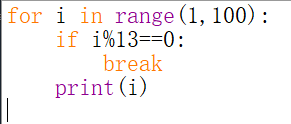 for i in range(1,100):
    if i%13==0:
        break
    print(i)